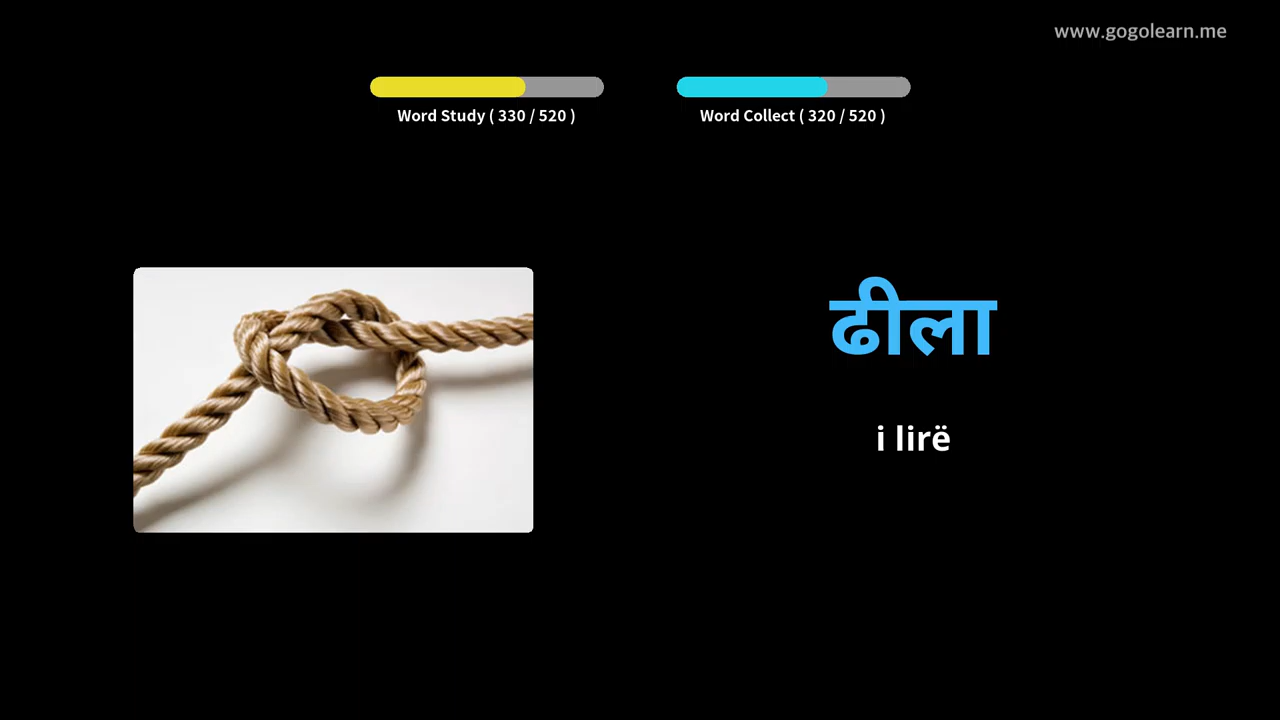 www.gogolearn.me
Word Study ( 330 / 520 )
Word Collect ( 320 / 520 )
ढीला
i lirë